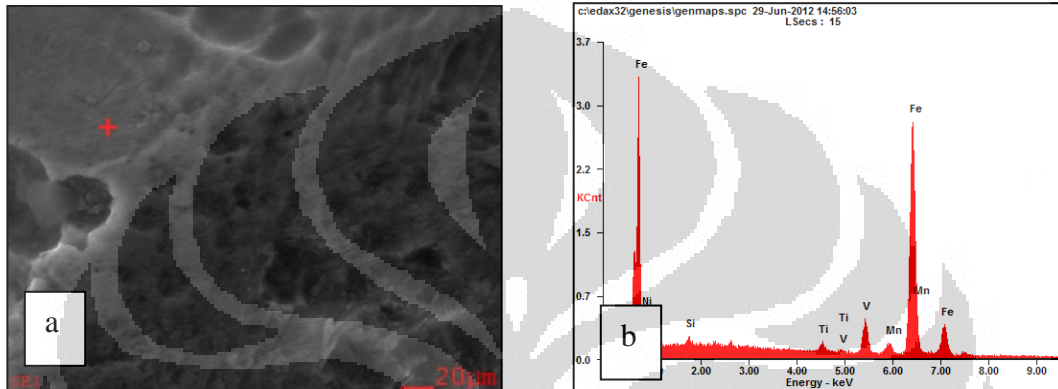 a
SP1
20µm
c:\edax32\genesis\genmaps.spc 29-Jun-2012 14:56:03
LSecs : 15
3.7
3.0
2.2
KCnt
1.5
0.7
0.0
Fe
Ni
Si
Ti
Ti
V
V
Mn
Fe
Mn
Fe
b
2.00 3.00 4.00 5.00 6.00 7.00 8.00 9.00
Energy - keV